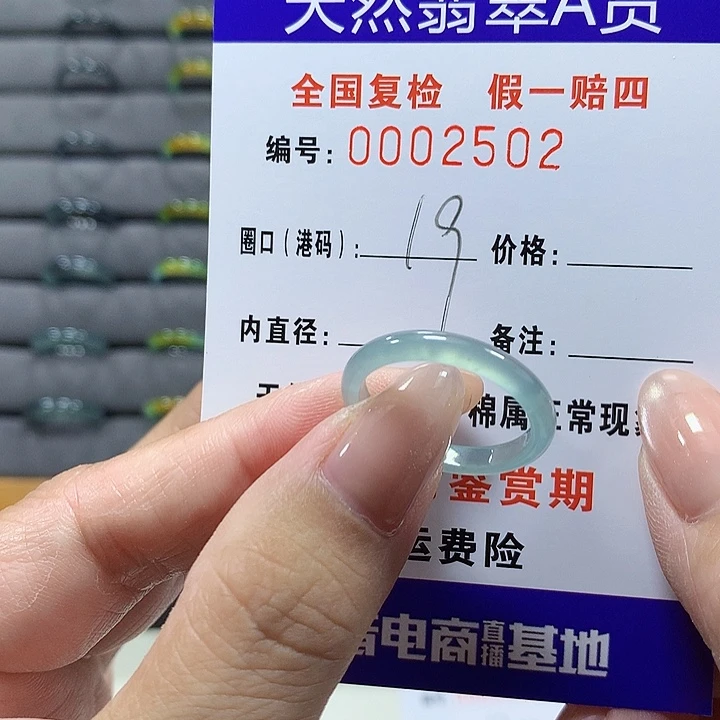 天然翡翠A货
全国复检 假一赔四
编号: 0002502
圈口(港码): 19 价格:
内直径: 备注:
棉属正常现
鉴赏期
运费险
电商直播基地